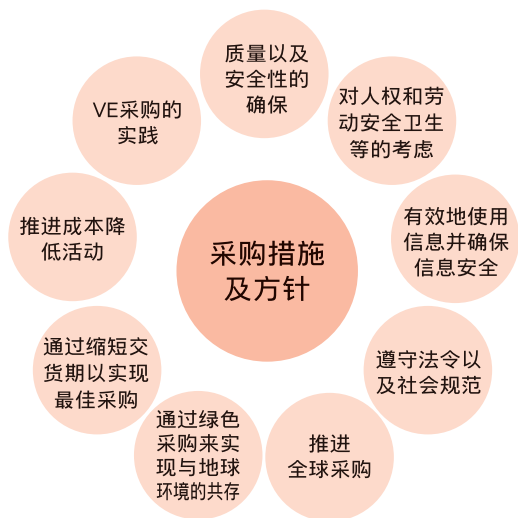 采购措施
及方针
质量以及
安全性的
确保
对人权和劳
动安全卫生
等的考虑
有效地使用
信息并确保
信息安全
遵守法令以
及社会规范
推进
全球采购
通过绿色
采购来实
现与地球
环境的共存
通过缩短交
货期以实现
最佳采购
推进成本降
低活动
VE采购的
实践